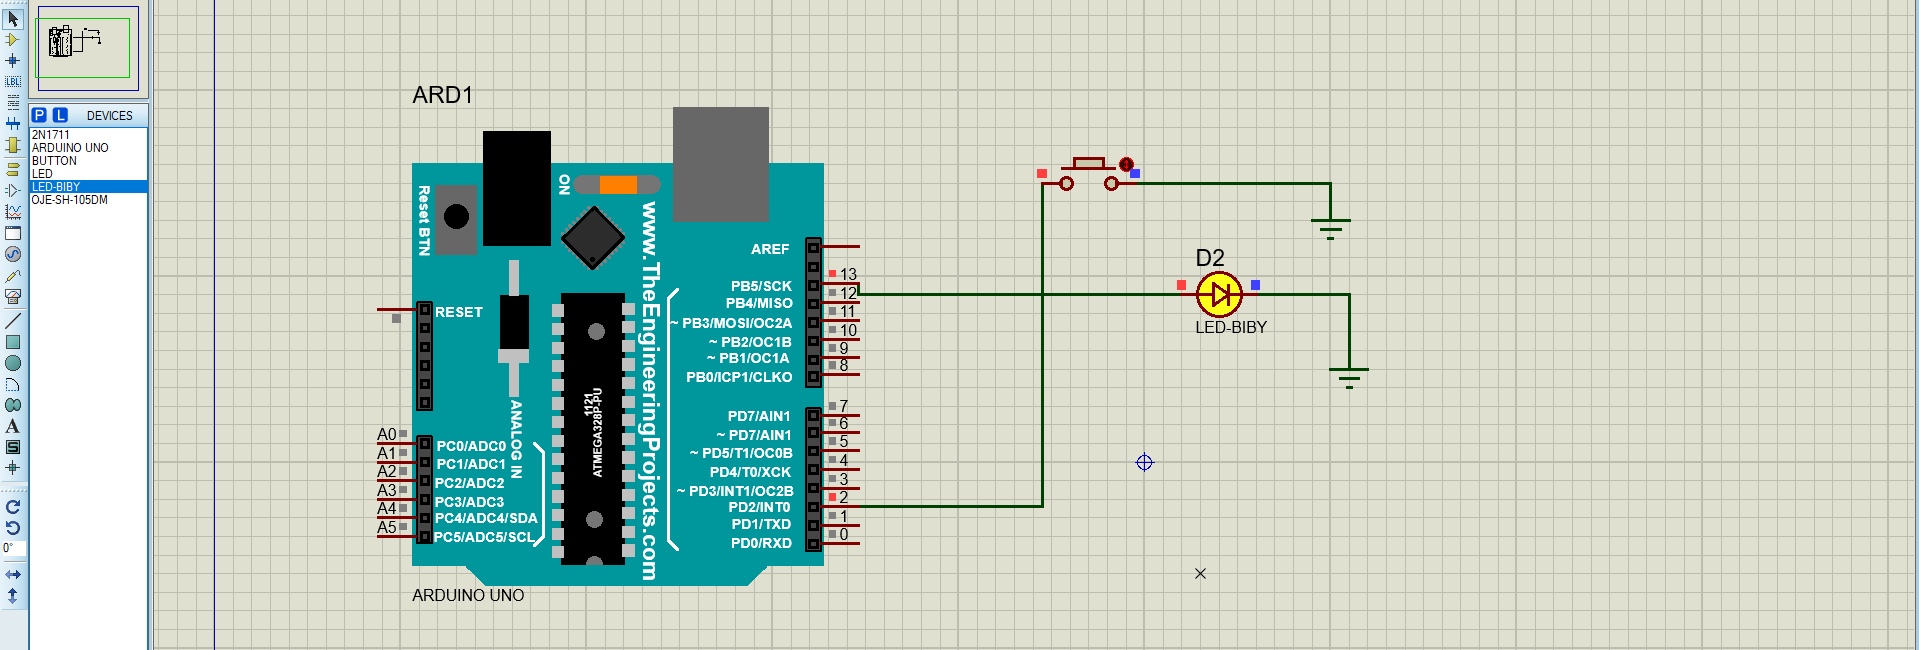 P L DEVICES
2N1711
ARDUINO UNO
BUTTON
LED
LED-BIBY
OJE-SH-105DM
LBL
A
S
0°
ARD1
Reset BTN
ON
www.TheEngineeringProjects.com
AREF
13
PB5/SCK
12
PB4/MISO
11
~ PB3/MOSI/OC2A
10
~ PB2/OC1B
9
~ PB1/OC1A
8
PB0/ICP1/CLKO
7
PD7/AIN1
6
~ PD7/AIN1
5
~ PD5/T1/OC0B
4
PD4/T0/XCK
3
~ PD3/INT1/OC2B
2
PD2/INT0
1
PD1/TXD
0
PD0/RXD
RESET
ANALOG IN
1121
ATMEGA328P-PU
A0
PC0/ADC0
A1
PC1/ADC1
A2
PC2/ADC2
A3
PC3/ADC3
A4
PC4/ADC4/SDA
A5
PC5/ADC5/SCL
ARDUINO UNO
D2
LED-BIBY